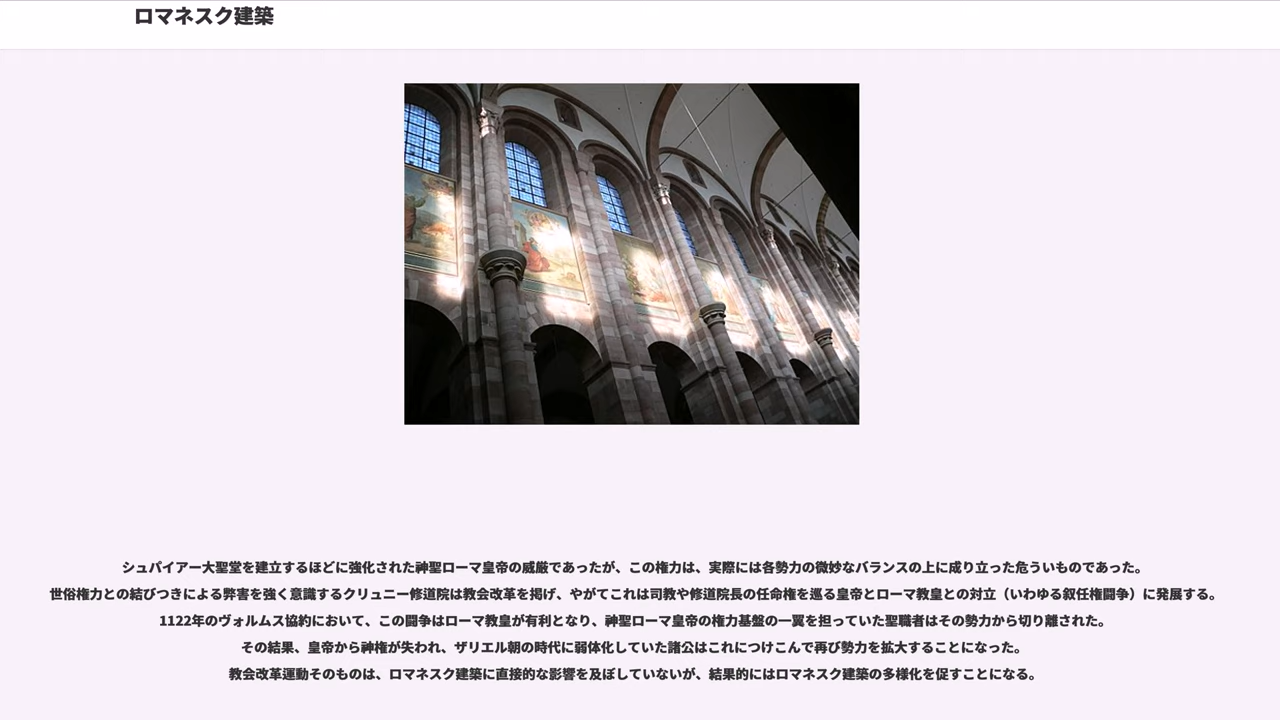 ロマネスク建築
シュパイアー大聖堂を建立するほどに強化された神聖ローマ皇帝の威厳であったが、この権力は、実際には各勢力の微妙なバランスの上に成り立った危ういものであった。
世俗権力との結びつきによる弊害を強く意識するクリュニー修道院は教会改革を掲げ、やがてこれは司教や修道院長の任命権を巡る皇帝とローマ教皇との対立（いわゆる叙任権闘争）に発展する。
1122年のヴォルムス協約において、この闘争はローマ教皇が有利となり、神聖ローマ皇帝の権力基盤の一翼を担っていた聖職者はその勢力から切り離された。
その結果、皇帝から神権が失われ、ザリエル朝の時代に弱体化していた諸公はこれにつけこんで再び勢力を拡大することになった。
教会改革運動そのものは、ロマネスク建築に直接的な影響を及ぼしていないが、結果的にはロマネスク建築の多様化を促すことになる。